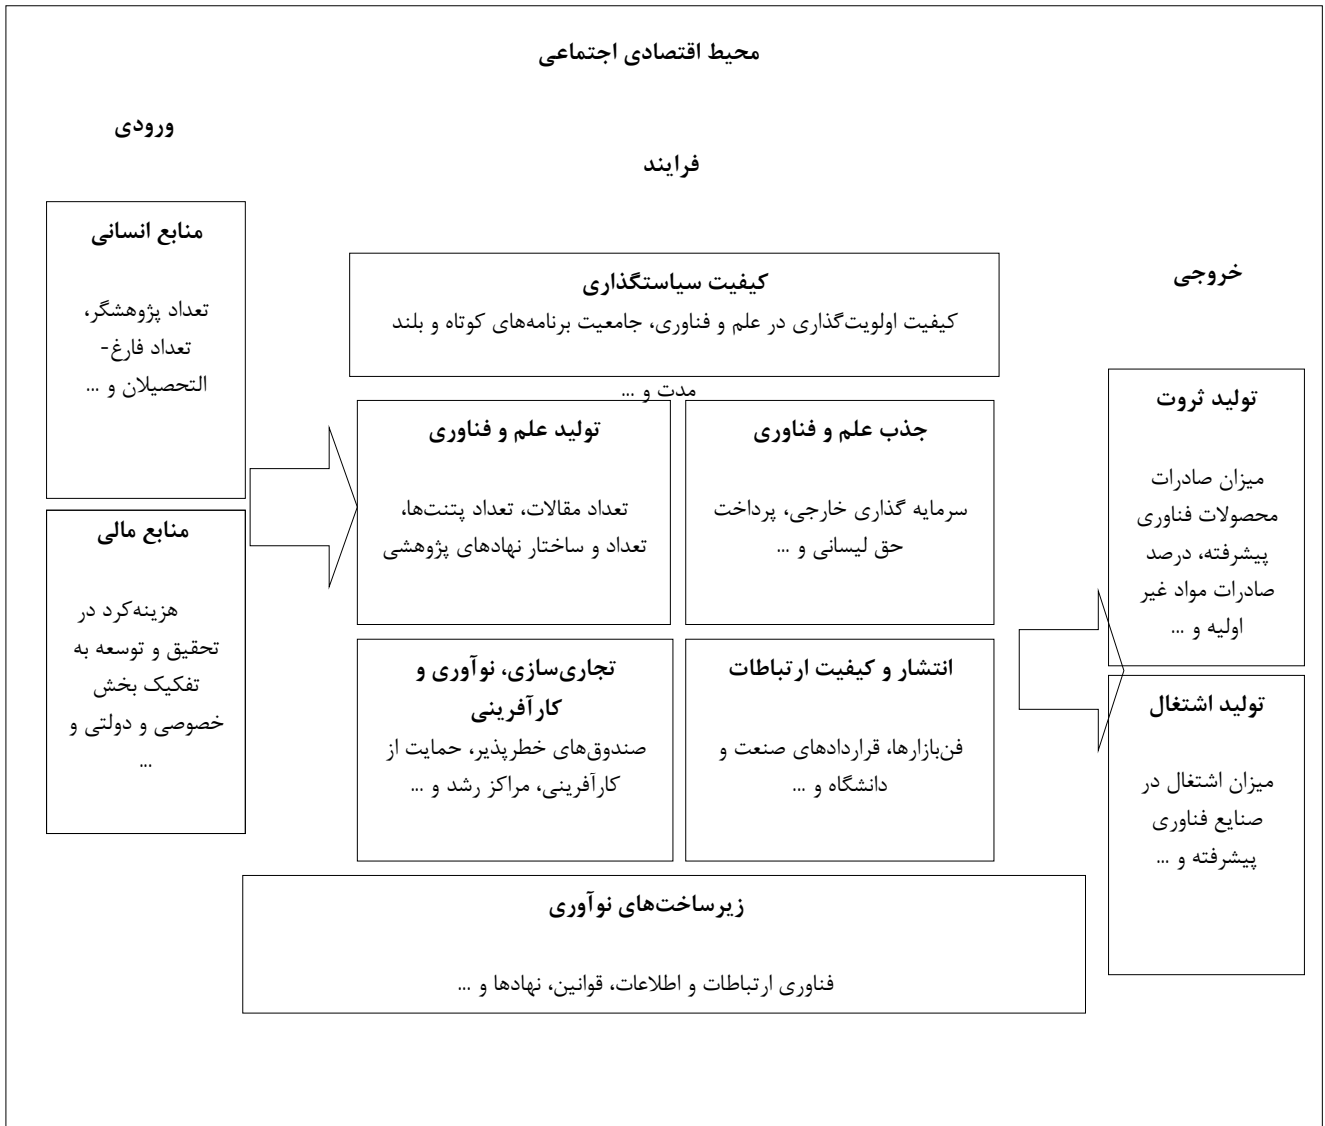 محیط اقتصادی اجتماعی
ورودی
فرایند
خروجی
منابع انسانی
تعداد پژوهشگر،
تعداد فارغ-
التحصیلان و ...
منابع مالی
هزینه‌کرد در
تحقیق و توسعه به
تفکیک بخش
خصوصی و دولتی و
...
کیفیت سیاستگذاری
کیفیت اولویت‌گذاری در علم و فناوری، جامعیت برنامه‌های کوتاه و بلند
مدت و ...
تولید علم و فناوری
تعداد مقالات، تعداد پتنت‌ها،
تعداد و ساختار نهادهای پژوهشی
جذب علم و فناوری
سرمایه گذاری خارجی، پرداخت
حق لیسانی و ...
تجاری‌سازی، نوآوری و
کارآفرینی
صندوق‌های خطرپذیر، حمایت از
کارآفرینی، مراکز رشد و ...
انتشار و کیفیت ارتباطات
فن‌بازارها، قراردادهای صنعت و
دانشگاه و ...
زیرساخت‌های نوآوری
فناوری ارتباطات و اطلاعات، قوانین، نهادها و ...
تولید ثروت
میزان صادرات
محصولات فناوری
پیشرفته، درصد
صادرات مواد غیر
اولیه و ...
تولید اشتغال
میزان اشتغال در
صنایع فناوری
پیشرفته و ...